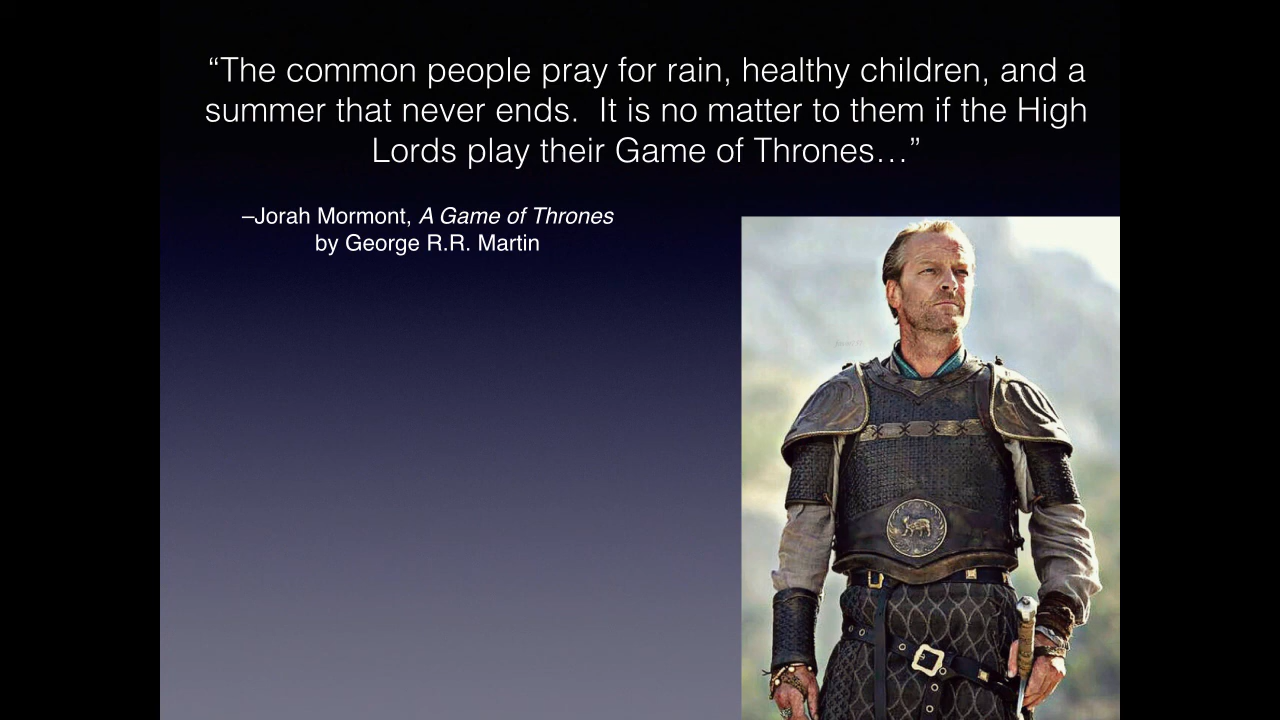 “The common people pray for rain, healthy children, and a
summer that never ends.  It is no matter to them if the High
Lords play their Game of Thrones…”
–Jorah Mormont, A Game of Thrones
by George R.R. Martin